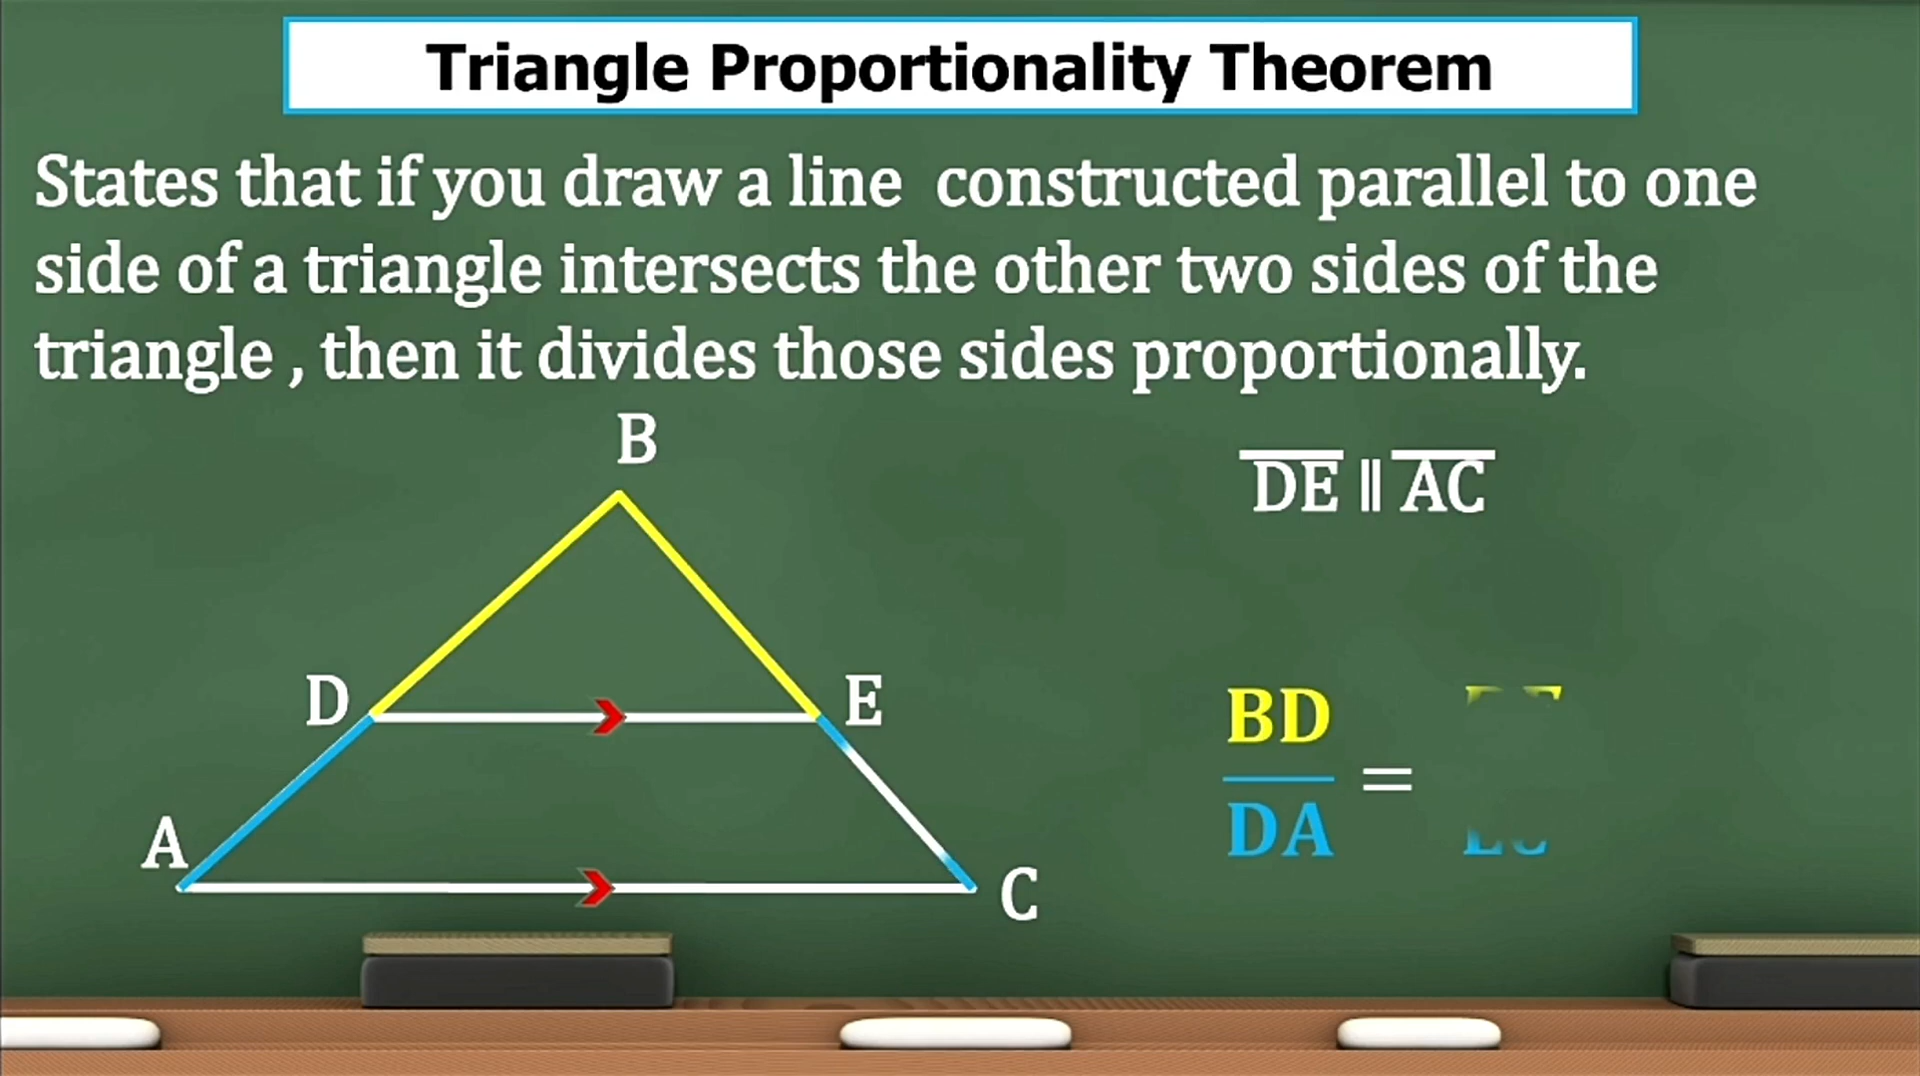 Triangle Proportionality Theorem
States that if you draw a line constructed parallel to one
side of a triangle intersects the other two sides of the
triangle , then it divides those sides proportionally.
B
DE ∥ AC
D
E
BD
=
DA
A
C